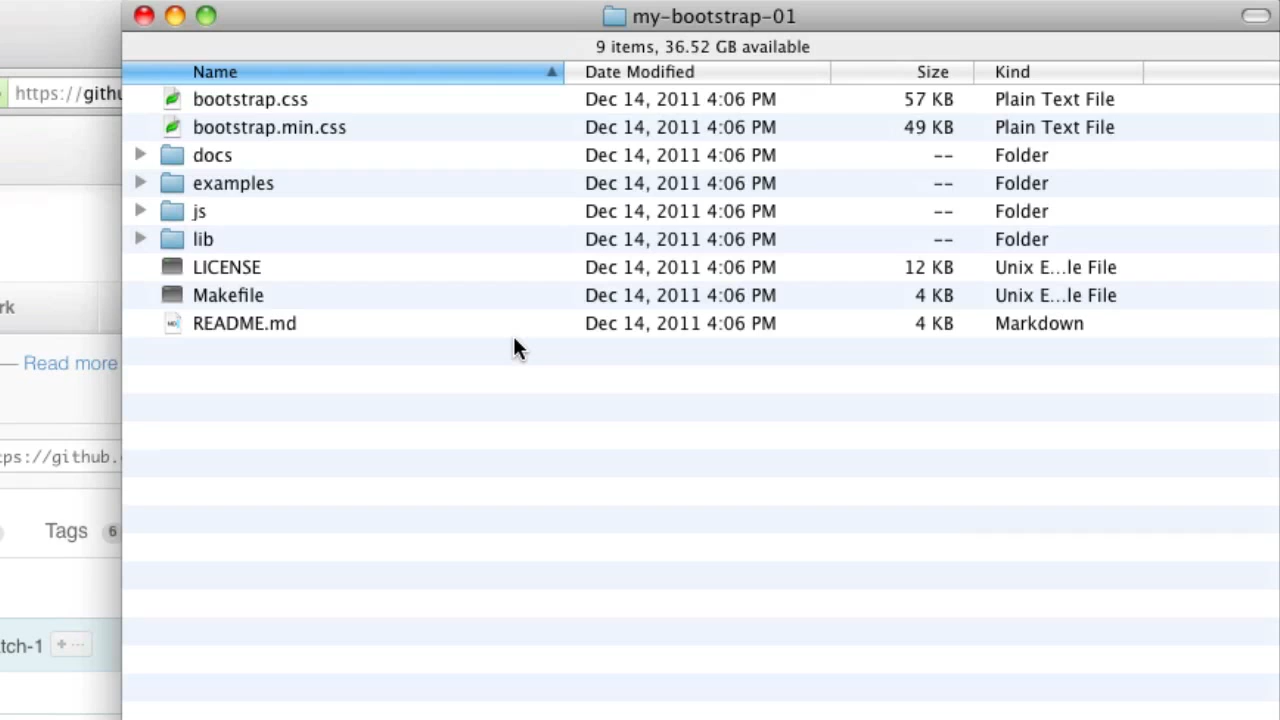 my-bootstrap-01
9 items, 36.52 GB available
Name Date Modified Size Kind
bootstrap.css Dec 14, 2011 4:06 PM 57 KB Plain Text File
bootstrap.min.css Dec 14, 2011 4:06 PM 49 KB Plain Text File
docs Dec 14, 2011 4:06 PM -- Folder
examples Dec 14, 2011 4:06 PM -- Folder
js Dec 14, 2011 4:06 PM -- Folder
lib Dec 14, 2011 4:06 PM -- Folder
LICENSE Dec 14, 2011 4:06 PM 12 KB Unix E...le File
Makefile Dec 14, 2011 4:06 PM 4 KB Unix E...le File
README.md Dec 14, 2011 4:06 PM 4 KB Markdown
https://githu
rk
— Read more
tps://github.
Tags 6
tch-1 + ...